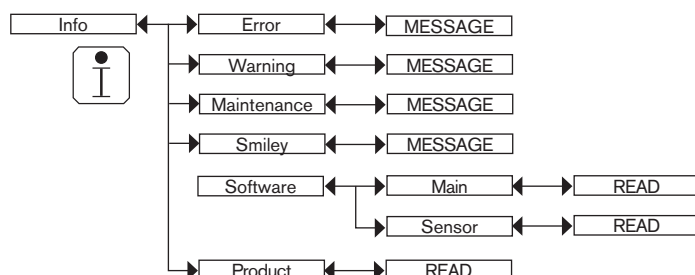 Info Error MESSAGE
Warning MESSAGE
Maintenance MESSAGE
Smiley MESSAGE
Software Main READ
Sensor READ
Product READ